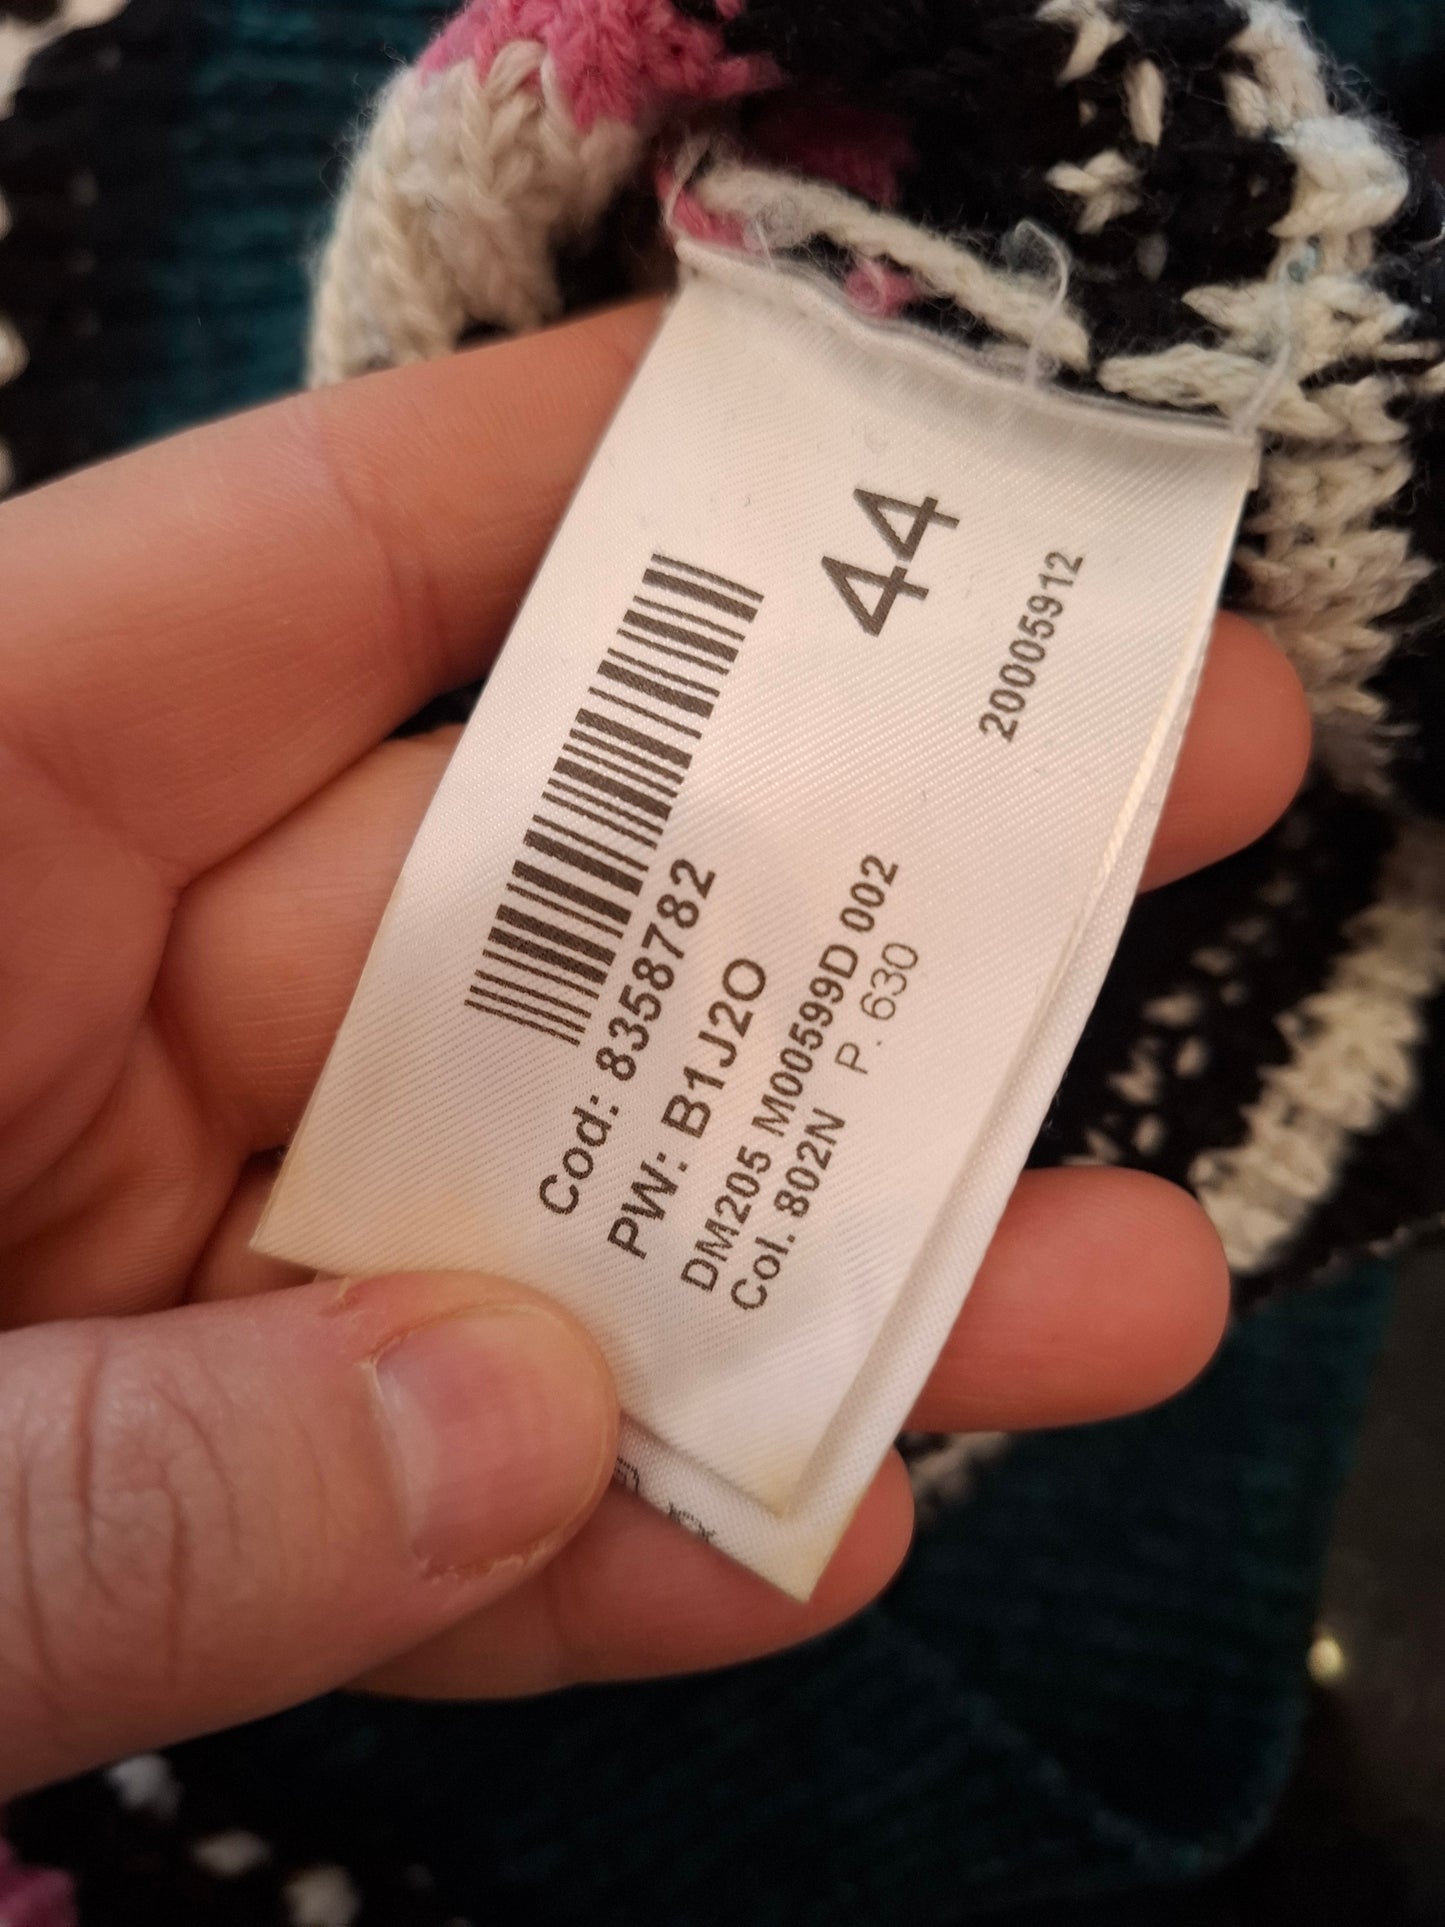 44
20005912
Cod: 8358782
PW: B1J2O
DM205 M00599D 002
Col. 802N P. 630